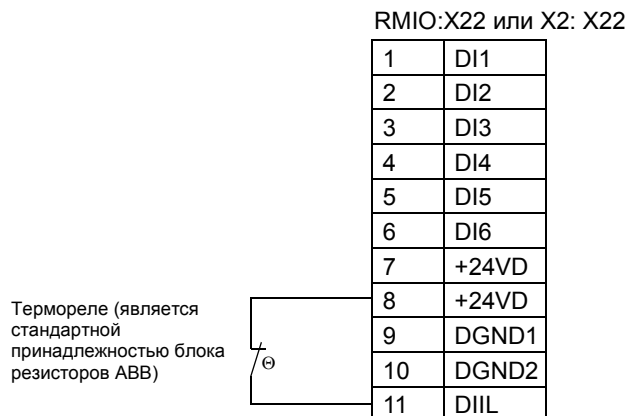 RMIO:X22 или X2: X22
1 DI1
2 DI2
3 DI3
4 DI4
5 DI5
6 DI6
7 +24VD
8 +24VD
9 DGND1
10 DGND2
11 DIIL
Термореле (является
стандартной
принадлежностью блока
резисторов ABB)
Θ